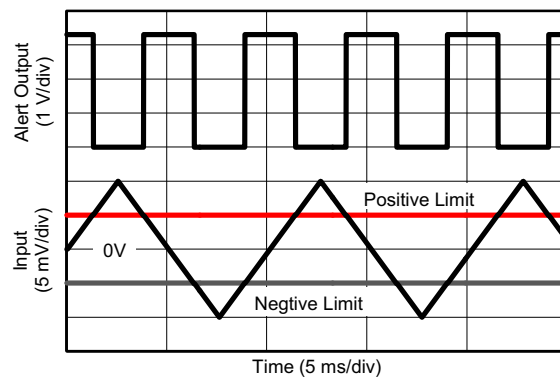 Alert Output
(1 V/div)
Positive Limit
Input
(5 mV/div)
0V
Negtive Limit
Time (5 ms/div)